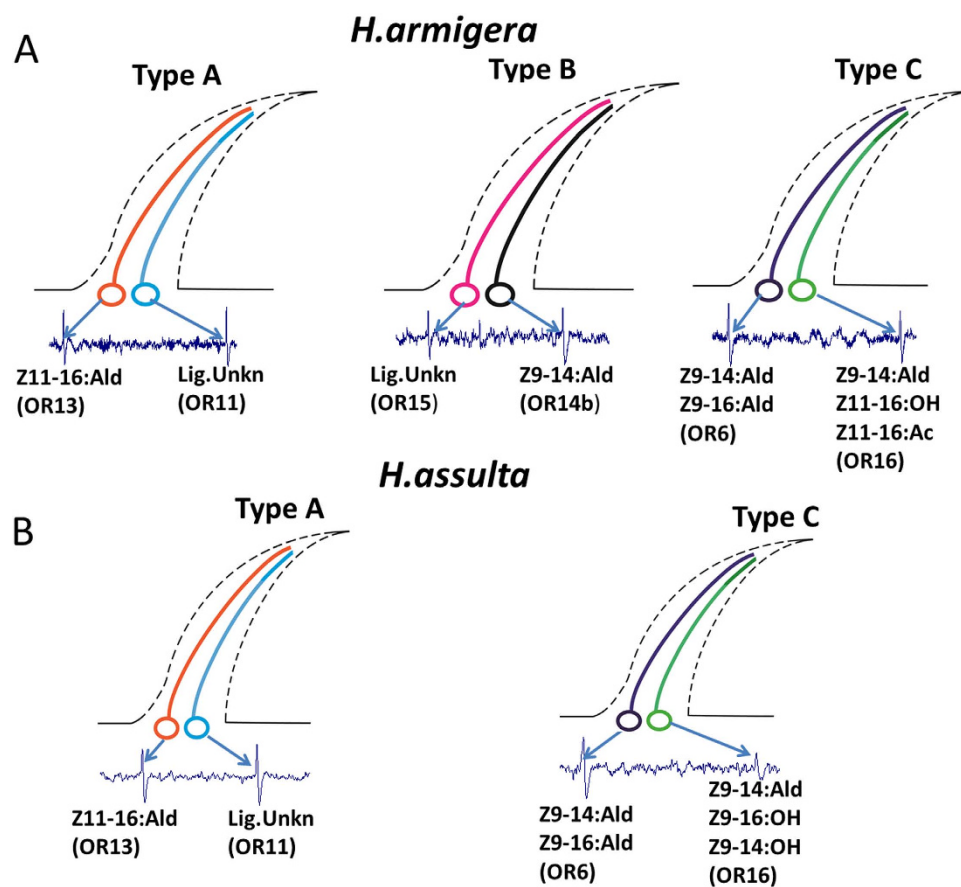 A
H.armigera
Type A
Type B
Type C
Z11-16:Ald
(OR13)
Lig.Unkn
(OR11)
Lig.Unkn
(OR15)
Z9-14:Ald
(OR14b)
Z9-14:Ald
Z9-16:Ald
(OR6)
Z9-14:Ald
Z11-16:OH
Z11-16:Ac
(OR16)
H.assulta
B
Type A
Type C
Z11-16:Ald
(OR13)
Lig.Unkn
(OR11)
Z9-14:Ald
Z9-16:Ald
(OR6)
Z9-14:Ald
Z9-16:OH
Z9-14:OH
(OR16)